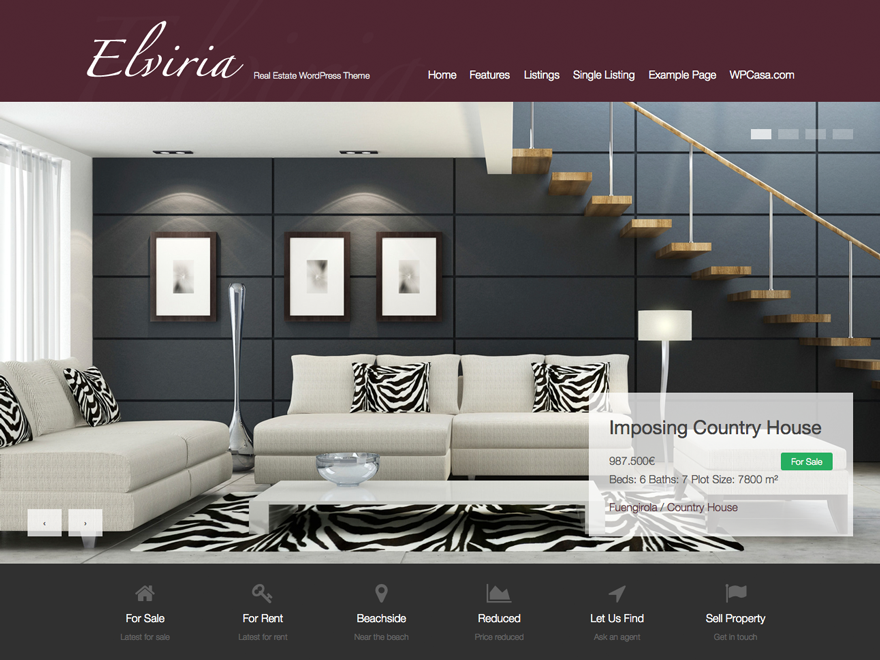 Elviria
Real Estate WordPress Theme
Home Features Listings Single Listing Example Page WPCasa.com
Imposing Country House
987.500€
For Sale
Beds: 6 Baths: 7 Plot Size: 7800 m²
Fuengirola / Country House
For Sale For Rent Beachside Reduced Let Us Find Sell Property
Latest for sale Latest for rent Near the beach Price reduced Ask an agent Get in touch